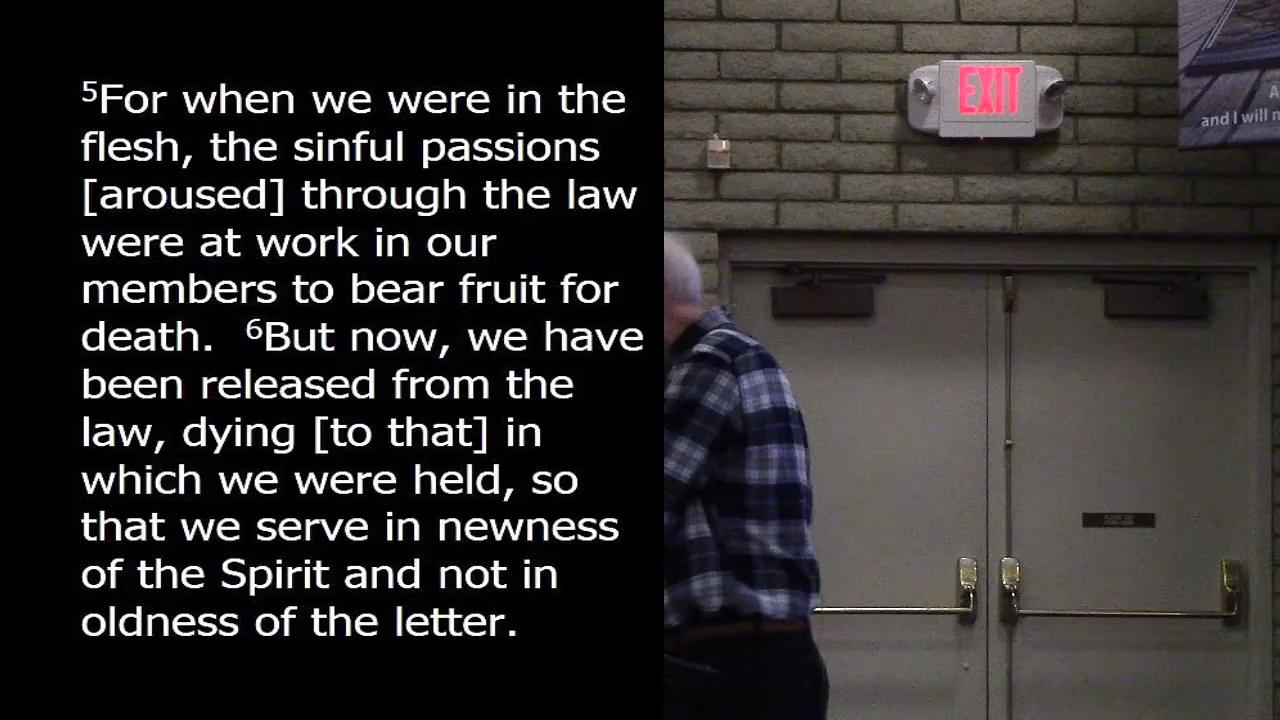 ⁵For when we were in the
flesh, the sinful passions
[aroused] through the law
were at work in our
members to bear fruit for
death.  ⁶But now, we have
been released from the
law, dying [to that] in
which we were held, so
that we serve in newness
of the Spirit and not in
oldness of the letter.
EXIT
and I will